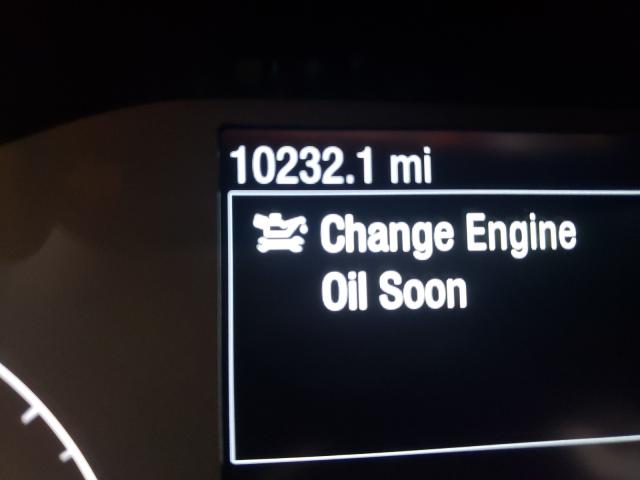 10232.1 mi
Change Engine
Oil Soon